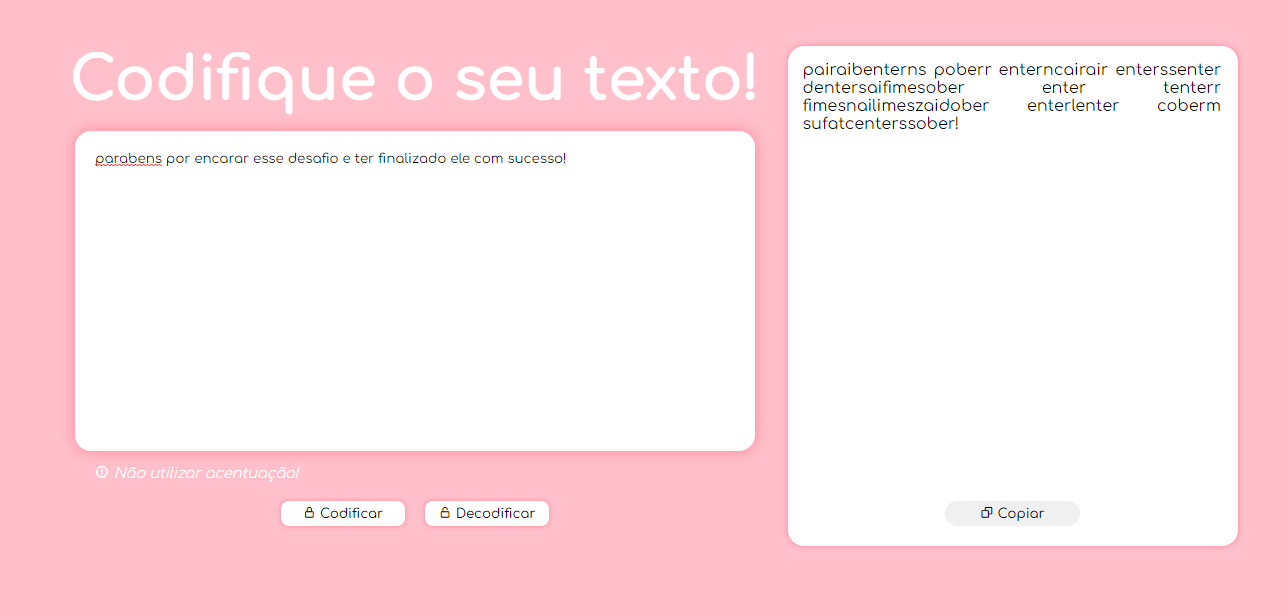 Codifique o seu texto!
parabens por encarar esse desafio e ter finalizado ele com sucesso!
Não utilizar acentuação!
Codificar
Decodificar
pairaibenterns poberr enterncairair enterssenter
dentersaifimesober enter tenterr
fimesnailimeszaidober enterlenter coberm
sufatcenterssober!
Copiar